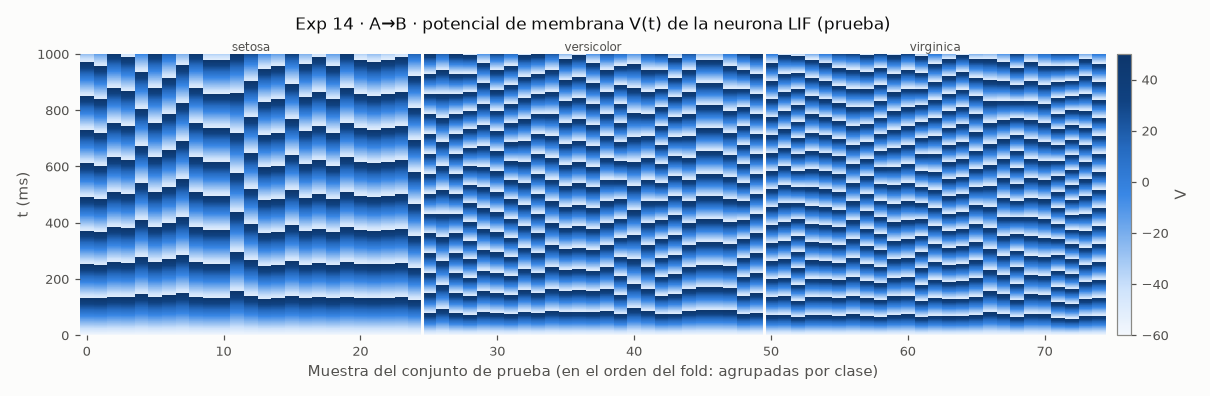 Exp 14 · A→B · potencial de membrana V(t) de la neurona LIF (prueba)
setosa versicolor virginica
1000
800
600
400
200
0
t (ms)
0 10 20 30 40 50 60 70
Muestra del conjunto de prueba (en el orden del fold: agrupadas por clase)
40
20
0
−20
−40
−60
V